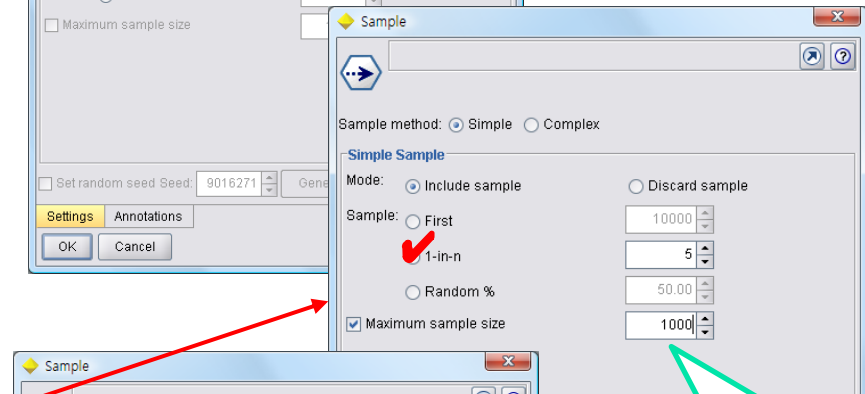 Maximum sample size
1
Set random seed Seed: 9016271 Gene
Settings Annotations
OK Cancel
Sample
Sample method: Simple Complex
Simple Sample
Mode: Include sample Discard sample
Sample: First 10000
1-in-n 5
Random % 50.00
Maximum sample size 1000
Sample